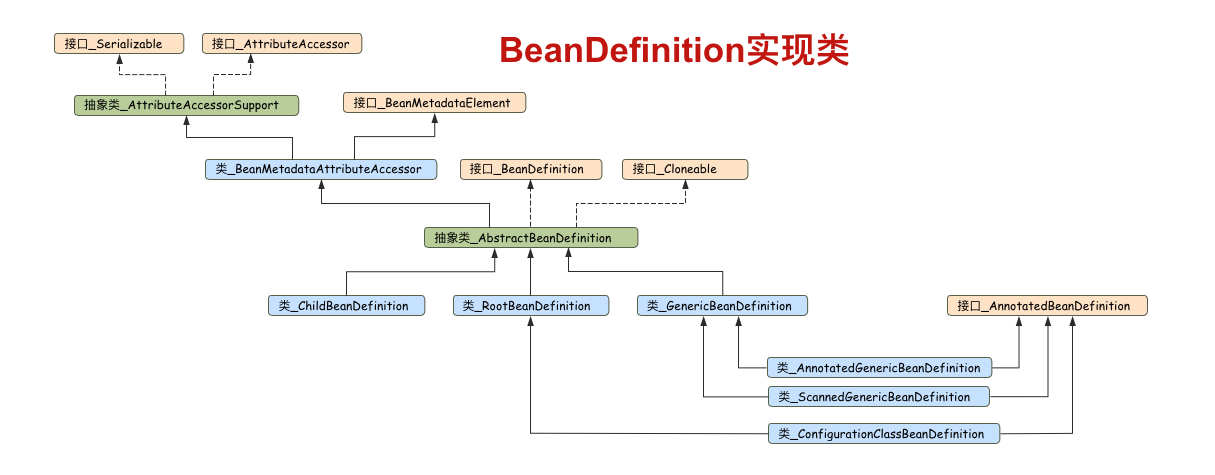 BeanDefinition实现类
接口_Serializable
接口_AttributeAccessor
抽象类_AttributeAccessorSupport
接口_BeanMetadataElement
类_BeanMetadataAttributeAccessor
接口_BeanDefinition
接口_Cloneable
抽象类_AbstractBeanDefinition
类_ChildBeanDefinition
类_RootBeanDefinition
类_GenericBeanDefinition
接口_AnnotatedBeanDefinition
类_AnnotatedGenericBeanDefinition
类_ScannedGenericBeanDefinition
类_ConfigurationClassBeanDefinition